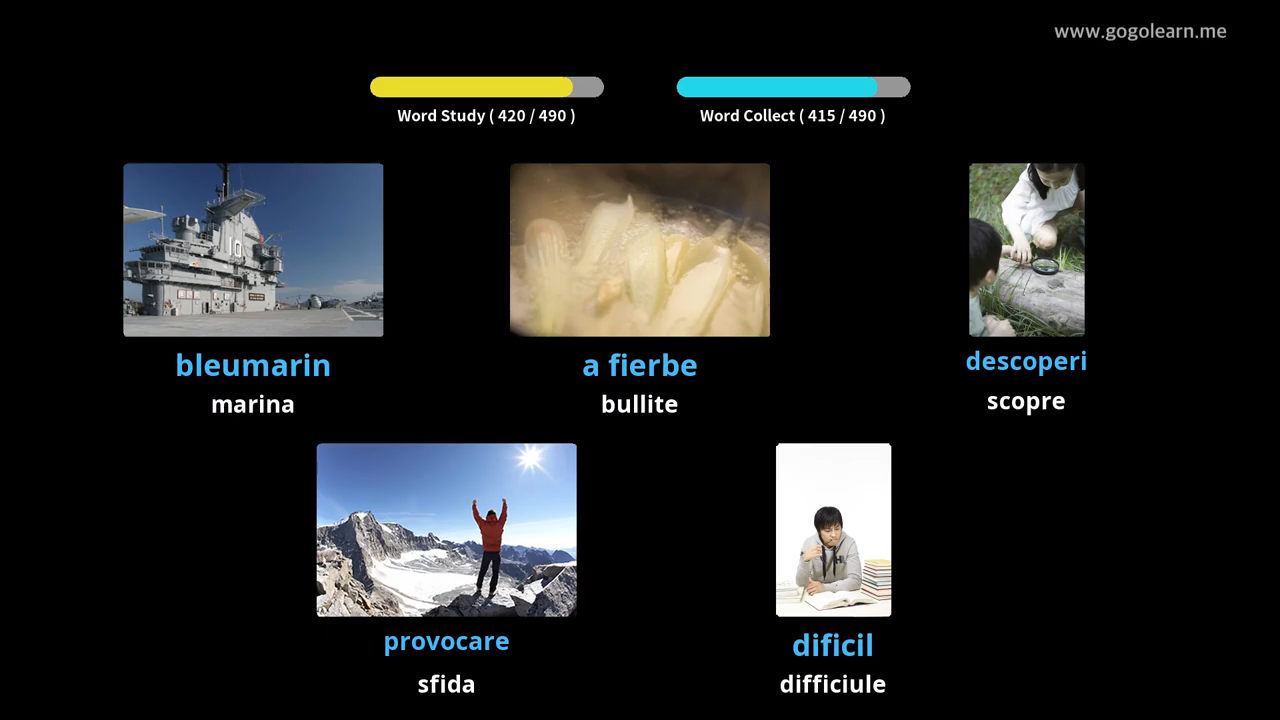 www.gogolearn.me
Word Study ( 420 / 490 )
Word Collect ( 415 / 490 )
10
bleumarin
a fierbe
descoperi
marina
bullite
scopre
provocare
dificil
sfida
difficiule